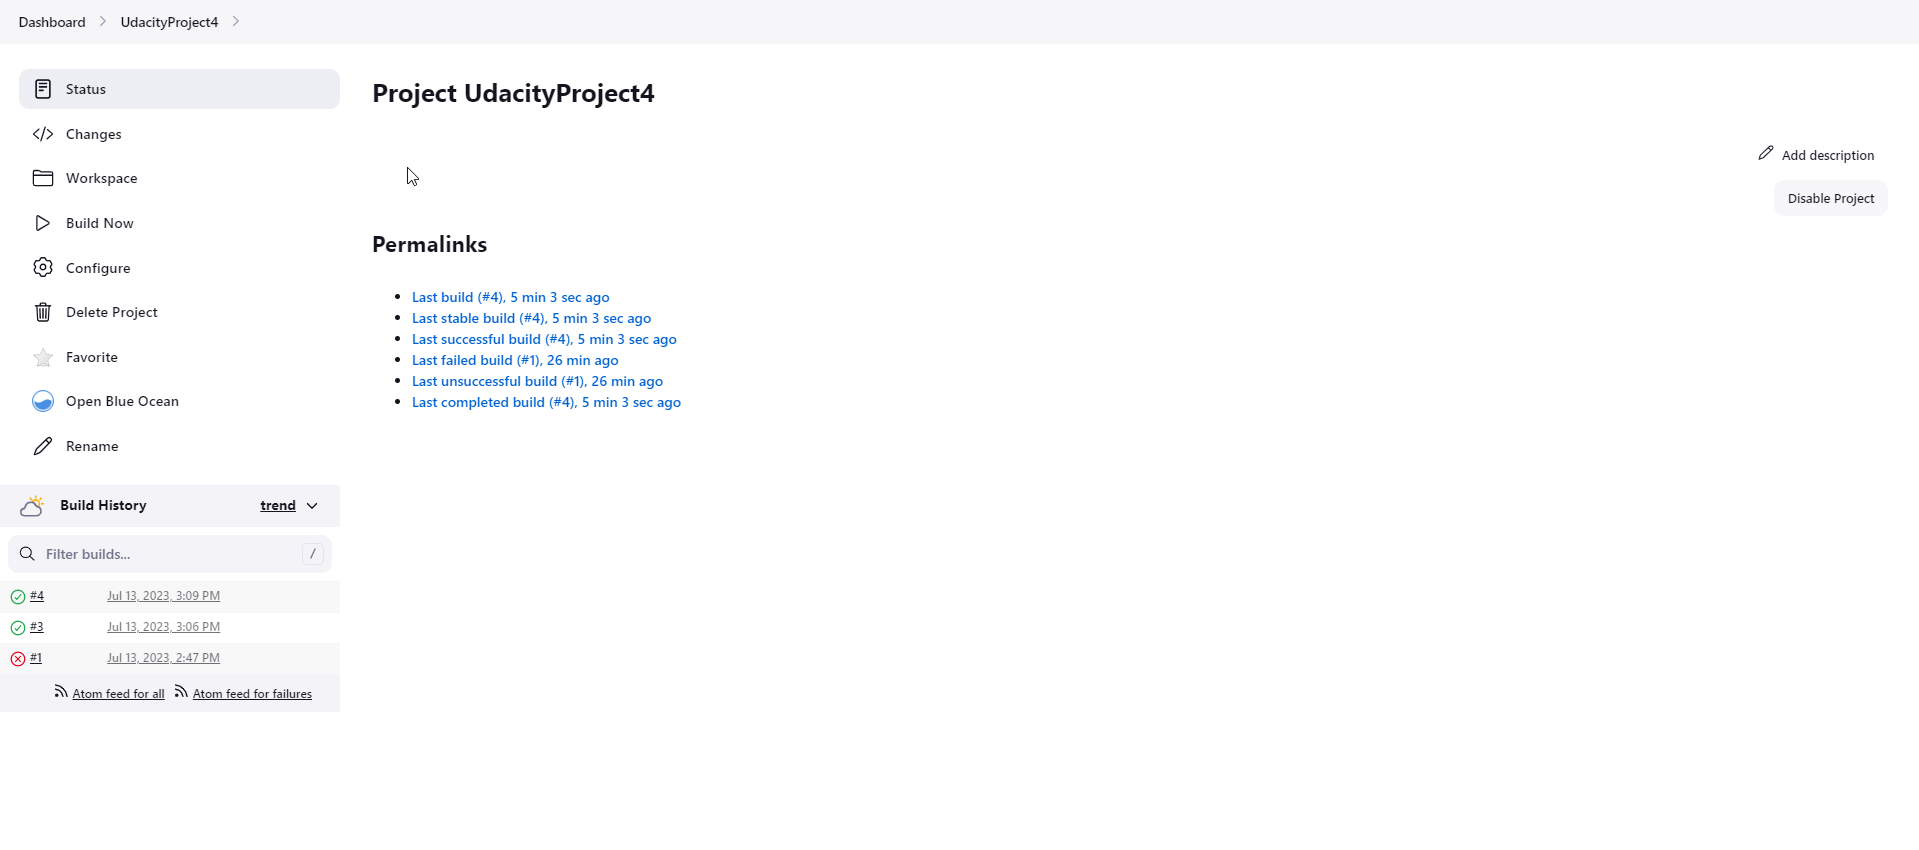 Dashboard UdacityProject4
Status
Changes
Workspace
Build Now
Configure
Delete Project
Favorite
Open Blue Ocean
Rename
Build History trend
Filter builds... /
#4 Jul 13, 2023, 3:09 PM
#3 Jul 13, 2023, 3:06 PM
#1 Jul 13, 2023, 2:47 PM
Atom feed for all Atom feed for failures
Project UdacityProject4
Add description
Disable Project
Permalinks
Last build (#4), 5 min 3 sec ago
Last stable build (#4), 5 min 3 sec ago
Last successful build (#4), 5 min 3 sec ago
Last failed build (#1), 26 min ago
Last unsuccessful build (#1), 26 min ago
Last completed build (#4), 5 min 3 sec ago